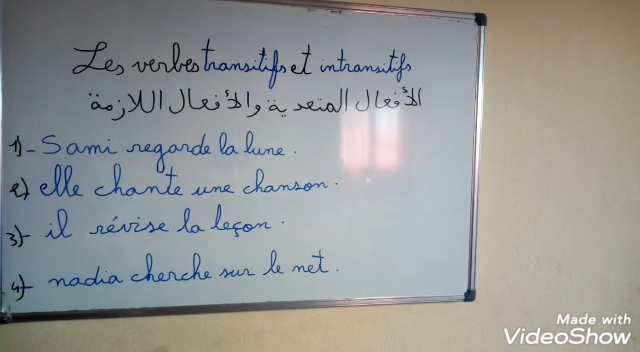 Les verbes transitifs et intransitifs
الأفعال المتعدية والأفعال اللازمة
1)- Sami regarde la lune.
2) elle chante une chanson.
3)- il révise la leçon.
4)- nadia cherche sur le net.
Made with
VideoShow